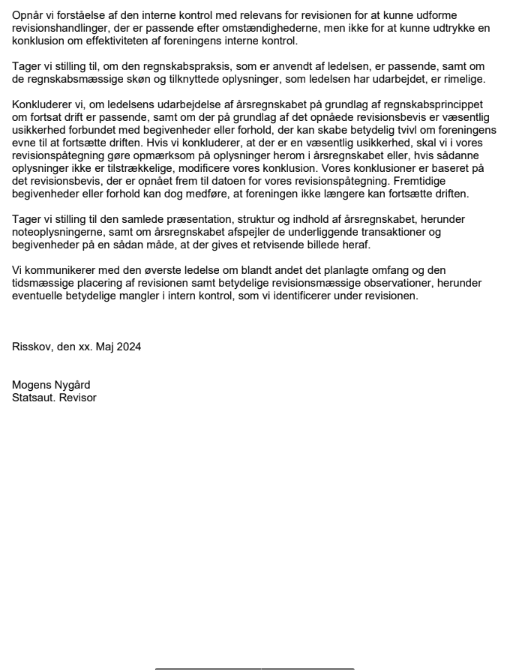 Opnår vi forståelse af den interne kontrol med relevans for revisionen for at kunne udforme
revisionshandlinger, der er passende efter omstændighederne, men ikke for at kunne udtrykke en
konklusion om effektiviteten af foreningens interne kontrol.
Tager vi stilling til, om den regnskabspraksis, som er anvendt af ledelsen, er passende, samt om
de regnskabsmæssige skøn og tilknyttede oplysninger, som ledelsen har udarbejdet, er rimelige.
Konkluderer vi, om ledelsens udarbejdelse af årsregnskabet på grundlag af regnskabsprincippet
om fortsat drift er passende, samt om der på grundlag af det opnåede revisionsbevis er væsentlig
usikkerhed forbundet med begivenheder eller forhold, der kan skabe betydelig tvivl om foreningens
evne til at fortsætte driften. Hvis vi konkluderer, at der er en væsentlig usikkerhed, skal vi i vores
revisionspåtegning gøre opmærksom på oplysninger herom i årsregnskabet eller, hvis sådanne
oplysninger ikke er tilstrækkelige, modificere vores konklusion. Vores konklusioner er baseret på
det revisionsbevis, der er opnået frem til datoen for vores revisionspåtegning. Fremtidige
begivenheder eller forhold kan dog medføre, at foreningen ikke længere kan fortsætte driften.
Tager vi stilling til den samlede præsentation, struktur og indhold af årsregnskabet, herunder
noteoplysningerne, samt om årsregnskabet afspejler de underliggende transaktioner og
begivenheder på en sådan måde, at der gives et retvisende billede heraf.
Vi kommunikerer med den øverste ledelse om blandt andet det planlagte omfang og den
tidsmæssige placering af revisionen samt betydelige revisionsmæssige observationer, herunder
eventuelle betydelige mangler i intern kontrol, som vi identificerer under revisionen.
Risskov, den xx. Maj 2024
Mogens Nygård
Statsaut. Revisor